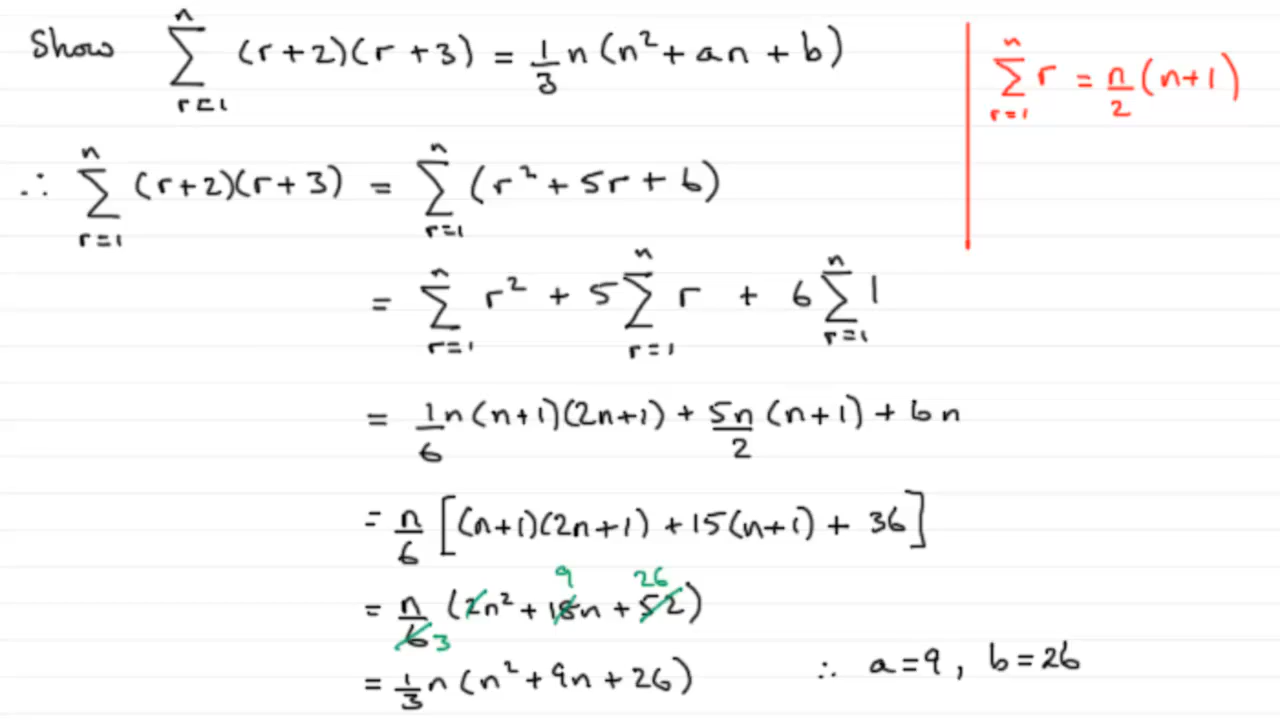 Show ∑_{r=1}^{n} (r+2)(r+3) = 1/3 n (n² + an + b)
∑_{r=1}^{n} r = n/2 (n+1)
∴ ∑_{r=1}^{n} (r+2)(r+3) = ∑_{r=1}^{n} (r² + 5r + 6)
= ∑_{r=1}^{n} r² + 5 ∑_{r=1}^{n} r + 6 ∑_{r=1}^{n} 1
= 1/6 n (n+1)(2n+1) + 5n/2 (n+1) + 6n
= n/6 [(n+1)(2n+1) + 15(n+1) + 36]
9 26
= n/6 (2n² + 18n + 52)
3
= 1/3 n (n² + 9n + 26) ∴ a = 9, b = 26